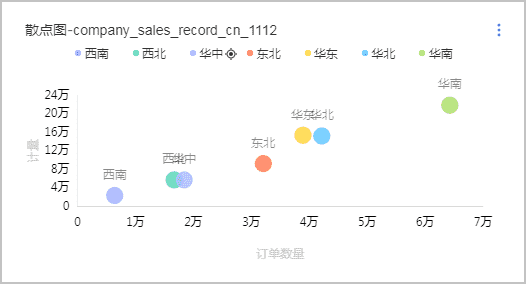 散点图-company_sales_record_cn_1112
西南 西北 华中 东北 华东 华北 华南
华南
24万
20万
华东 华北
16万
东北
12万
西北 华中
8万
西南
4万
0
0 1万 2万 3万 4万 5万 6万 7万
订单数量